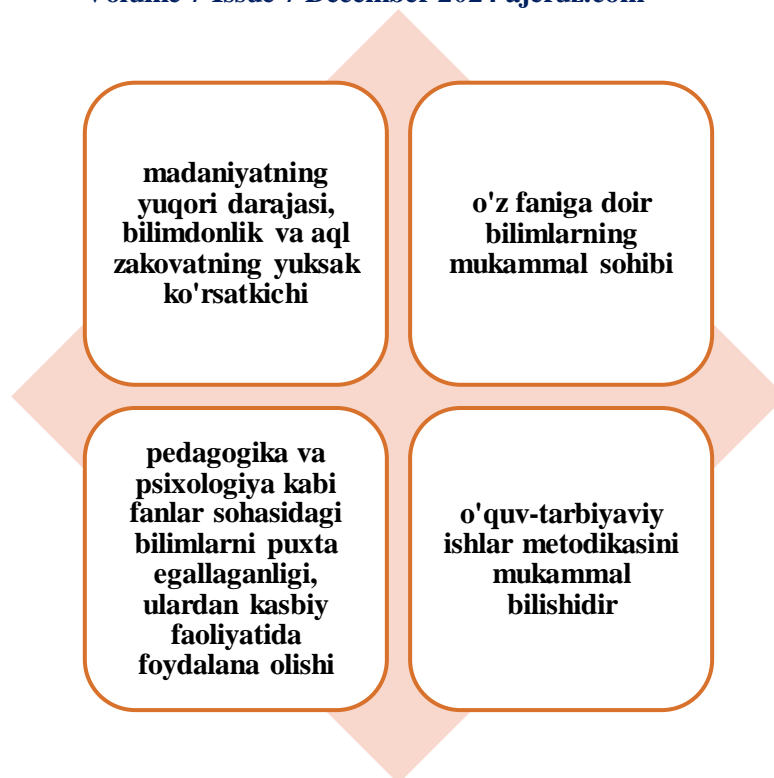 madaniyatning
yuqori darajasi,
bilimdonlik va aql
zakovatning yuksak
ko'rsatkichi
o'z faniga doir
bilimlarning
mukammal sohibi
pedagogika va
psixologiya kabi
fanlar sohasidagi
bilimlarni puxta
egallaganligi,
ulardan kasbiy
faoliyatida
foydalana olishi
o'quv-tarbiyaviy
ishlar metodikasini
mukammal
bilishidir